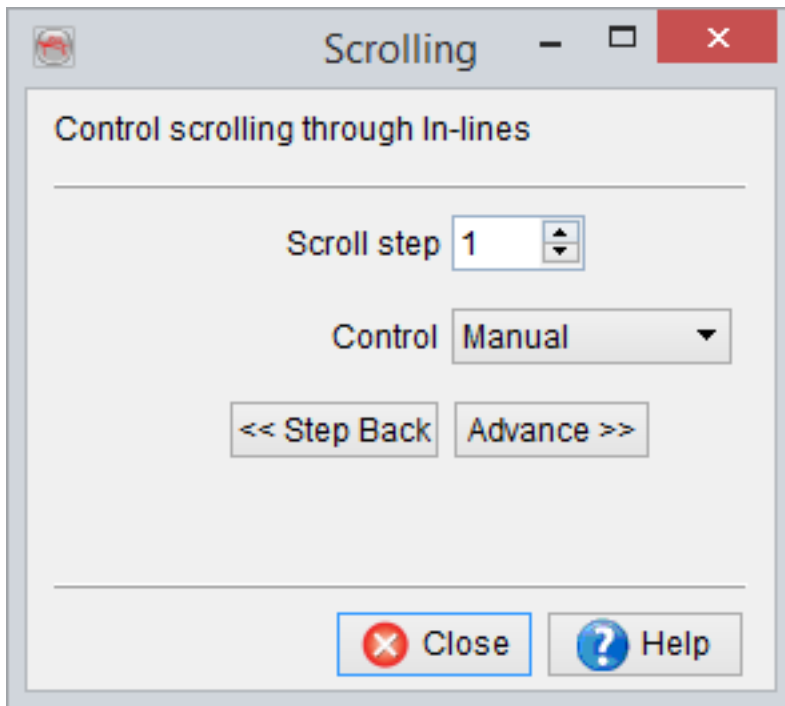 Scrolling
Control scrolling through In-lines
Scroll step 1
Control Manual
<< Step Back Advance >>
Close Help